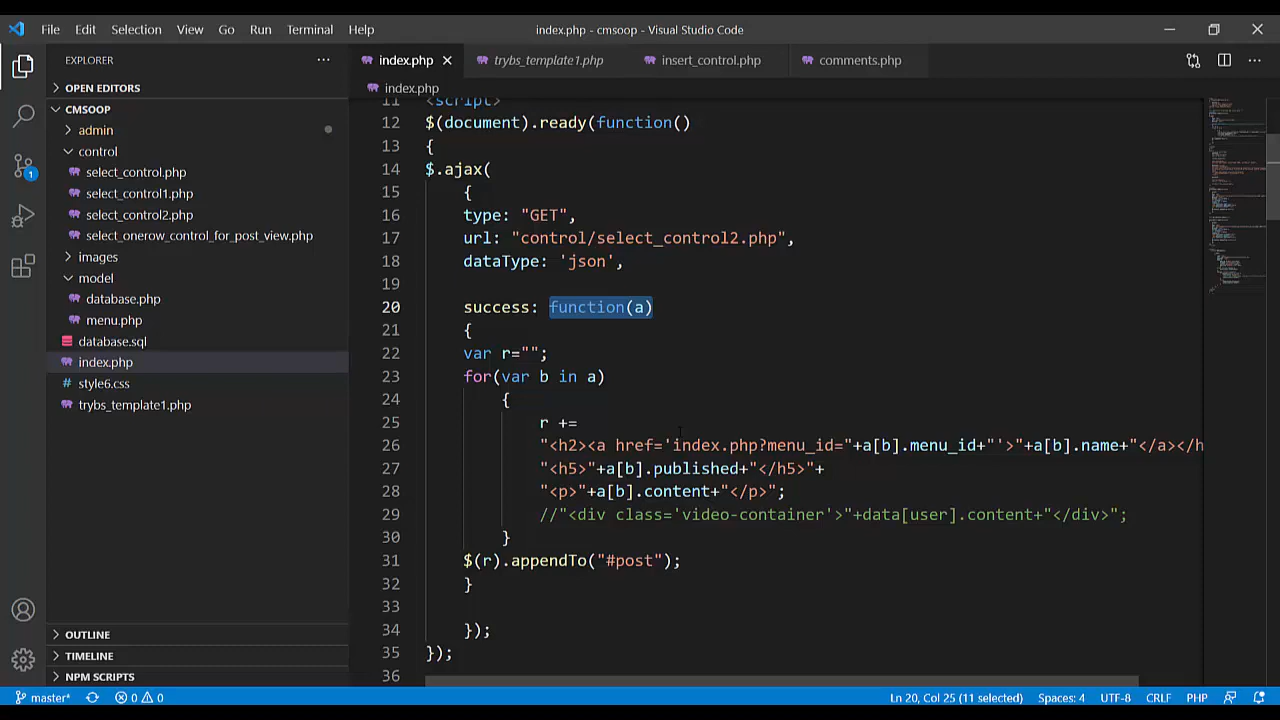 File Edit Selection View Go Run Terminal Help
index.php - cmsoop - Visual Studio Code
EXPLORER
OPEN EDITORS
CMSOOP
admin
control
select_control.php
select_control1.php
select_control2.php
select_onerow_control_for_post_view.php
images
model
database.php
menu.php
database.sql
index.php
style6.css
trybs_template1.php
OUTLINE
TIMELINE
NPM SCRIPTS
1
index.php trybs_template1.php insert_control.php comments.php
index.php
11 <script>
12 $(document).ready(function()
13 {
14 $.ajax(
15 {
16 type: "GET",
17 url: "control/select_control2.php",
18 dataType: 'json',
19
20 success: function(a)
21 {
22 var r="";
23 for(var b in a)
24 {
25 r +=
26 "<h2><a href='index.php?menu_id="+a[b].menu_id+"'>"+a[b].name+"</a></h
27 "<h5>"+a[b].published+"</h5>"+
28 "<p>"+a[b].content+"</p>";
29 //"<div class='video-container'>"+data[user].content+"</div>";
30 }
31 $(r).appendTo("#post");
32 }
33
34 });
35 });
36
master* 0 0 Ln 20, Col 25 (11 selected) Spaces: 4 UTF-8 CRLF PHP